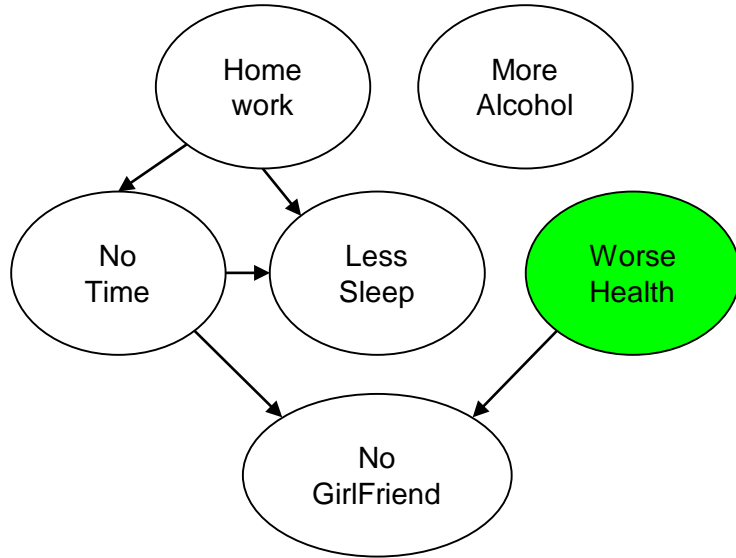 Home
work
More
Alcohol
No
Time
Less
Sleep
Worse
Health
No
GirlFriend